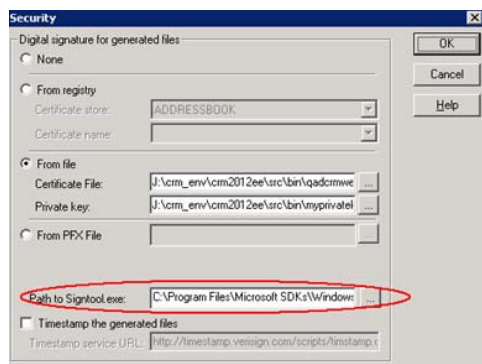 Security
Digital signature for generated files
OK
None
Cancel
From registry
Help
Certificate store: ADDRESSBOOK
Certificate name:
From file
Certificate File: J:\crm_env\crm2012ee\src\bin\qadcrmwe ...
Private key: J:\crm_env\crm2012ee\src\bin\myprivatel ...
From PFX File ...
Path to Signtool.exe: C:\Program Files\Microsoft SDKs\Windows ...
Timestamp the generated files
Timestamp service URL: http://timestamp.verisign.com/scripts/timstamp.